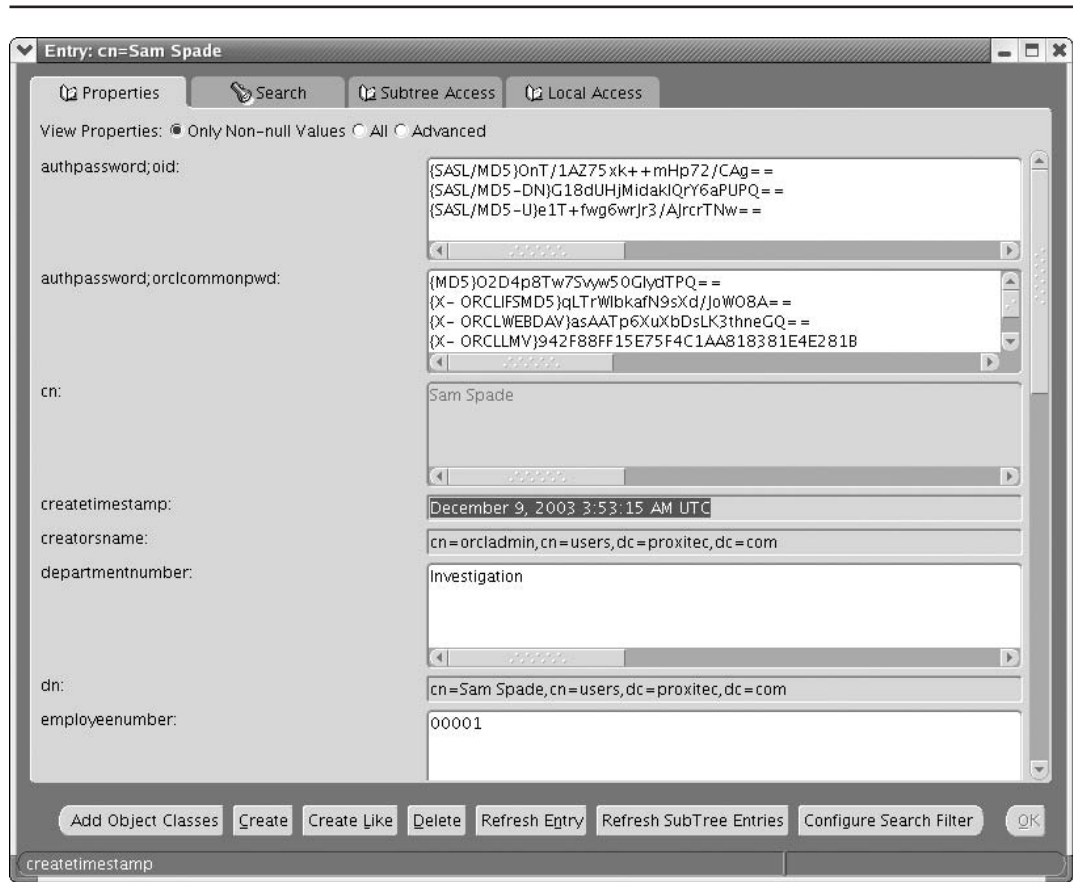 Entry: cn=Sam Spade
Properties Search Subtree Access Local Access
View Properties: Only Non-null Values All Advanced
authpassword;oid:
{SASL/MD5}OnT/1AZ75xk++mHp72/CAg==
{SASL/MD5-DN}G18dUHjMidakIQrY6aPUPQ==
{SASL/MD5-U}e1T+fwg6wrJr3/AJrcrTNw==
authpassword;orclcommonpwd:
{MD5}O2D4p8Tw7Svyw50GlydTPQ==
{X- ORCLIFSMD5}qLTrWlbkafN9sXd/JoWO8A==
{X- ORCLWEBDAV}asAATp6XuXbDsLK3thneGQ==
{X- ORCLLMV}942F88FF15E75F4C1AA818381E4E281B
cn:
Sam Spade
createtimestamp:
December 9, 2003 3:53:15 AM UTC
creatorsname:
cn=orcladmin,cn=users,dc=proxitec,dc=com
departmentnumber:
Investigation
dn:
cn=Sam Spade,cn=users,dc=proxitec,dc=com
employeenumber:
00001
Add Object Classes Create Create Like Delete Refresh Entry Refresh SubTree Entries Configure Search Filter OK
createtimestamp